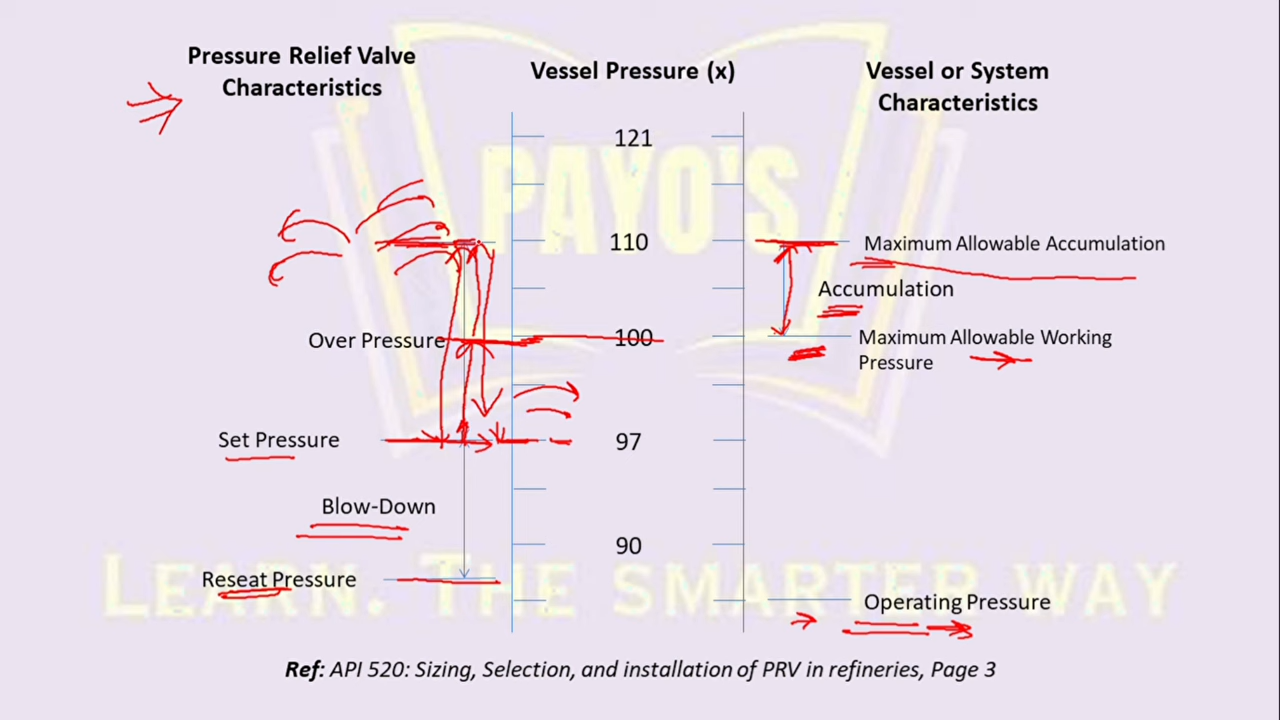 Pressure Relief Valve
Characteristics
Vessel Pressure (x)
Vessel or System
Characteristics
121
PAYO'S
110
Maximum Allowable Accumulation
Accumulation
Over Pressure
100
Maximum Allowable Working
Pressure
Set Pressure
97
Blow-Down
90
Reseat Pressure
Operating Pressure
LEARN. THE SMARTER WAY
Ref: API 520: Sizing, Selection, and installation of PRV in refineries, Page 3